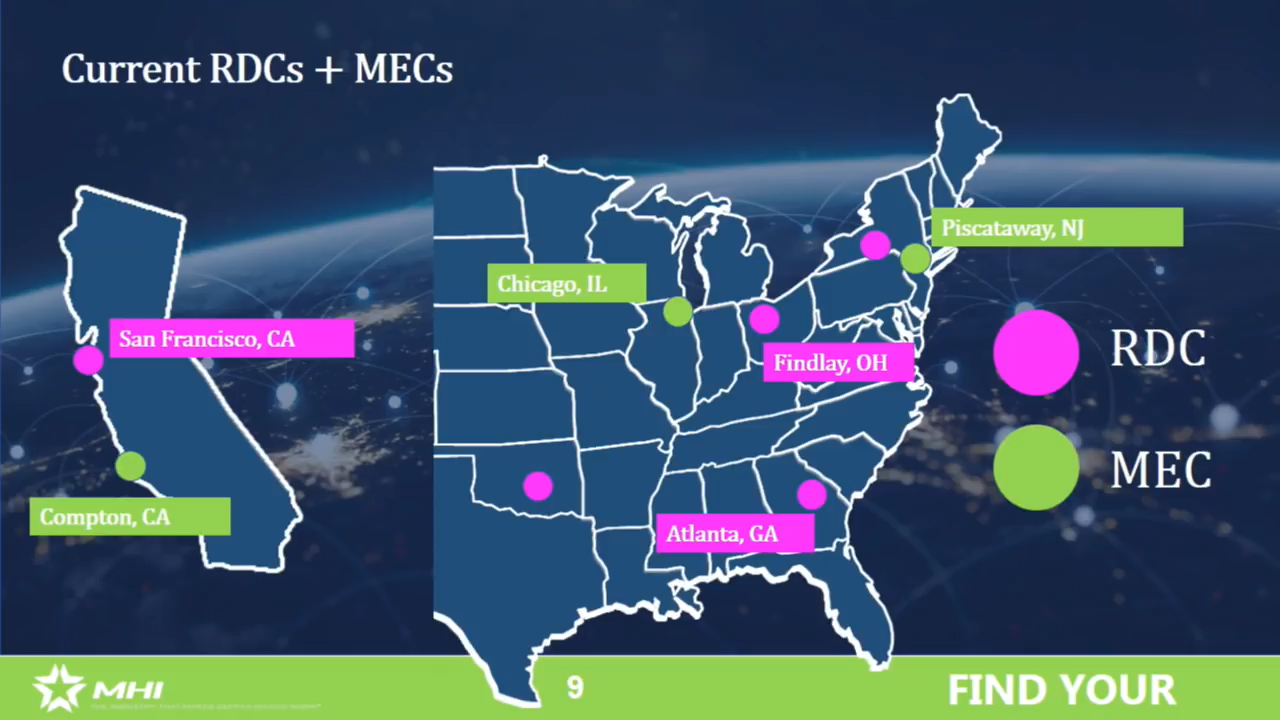 Current RDCs + MECs
Piscataway, NJ
Chicago, IL
San Francisco, CA
RDC
Findlay, OH
MEC
Compton, CA
Atlanta, GA
MHI
9
FIND YOUR